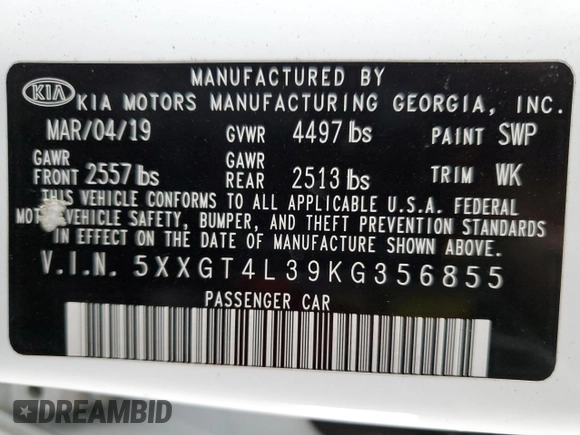 KIA
MANUFACTURED BY
KIA MOTORS MANUFACTURING GEORGIA, INC.
MAR/04/19 GVWR 4497 lbs PAINT SWP
GAWR FRONT 2557 lbs GAWR REAR 2513 lbs TRIM WK
THIS VEHICLE CONFORMS TO ALL APPLICABLE U.S.A. FEDERAL
MOTOR VEHICLE SAFETY, BUMPER, AND THEFT PREVENTION STANDARDS
IN EFFECT ON THE DATE OF MANUFACTURE SHOWN ABOVE.
V.I.N. 5XXGT4L39KG356855
PASSENGER CAR
DREAMBID